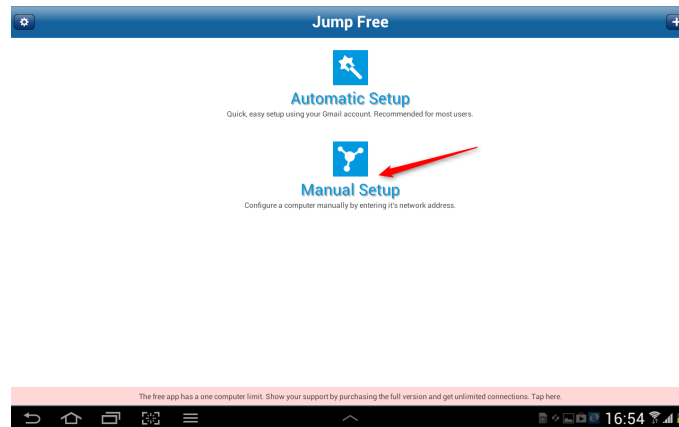 Jump Free
Automatic Setup
Quick, easy setup using your Gmail account. Recommended for most users.
Manual Setup
Configure a computer manually by entering it's network address.
The free app has a one computer limit. Show your support by purchasing the full version and get unlimited connections. Tap here.
16:54